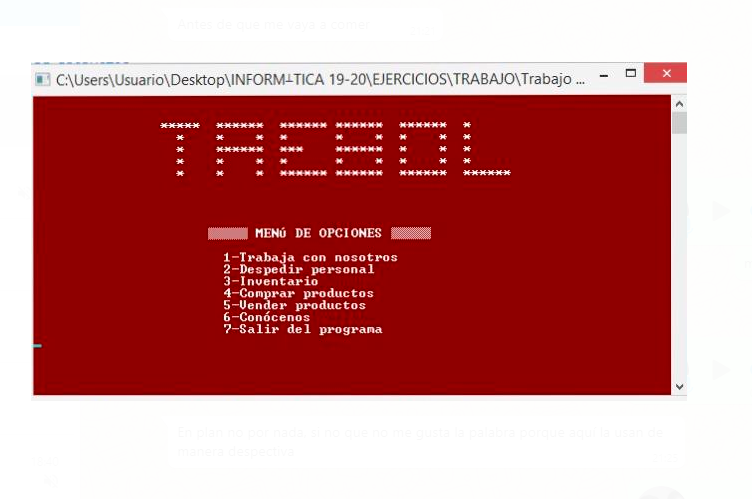 Antes de que me vaya a comer
C:\Users\Usuario\Desktop\INFORM┴TICA 19-20\EJERCICIOS\TRABAJO\Trabajo ...
TREBOL
MENÚ DE OPCIONES
1-Trabaja con nosotros
2-Despedir personal
3-Inventario
4-Comprar productos
5-Vender productos
6-Conócenos
7-Salir del programa
En plan no por nada, si no que no me gusta la palabra porque aquí la usan de
manera despectiva